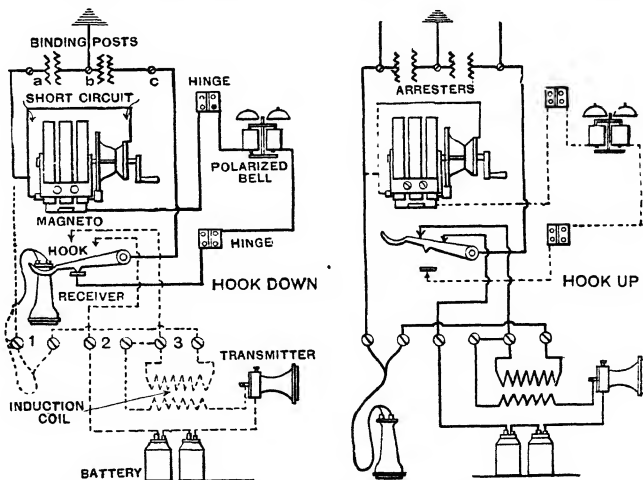 BINDING POSTS
a b c
SHORT CIRCUIT
HINGE
POLARIZED
BELL
MAGNETO
HOOK
HINGE
RECEIVER
HOOK DOWN
1 2 3
TRANSMITTER
INDUCTION
COIL
BATTERY
ARRESTERS
HOOK UP